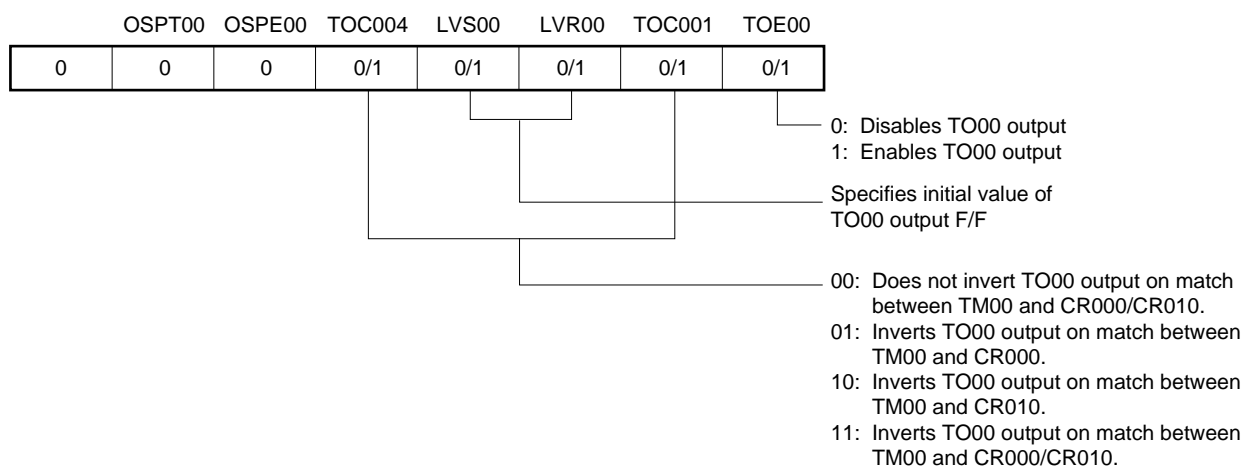 OSPT00 OSPE00 TOC004 LVS00 LVR00 TOC001 TOE00
0 0 0 0/1 0/1 0/1 0/1 0/1
0: Disables TO00 output
1: Enables TO00 output
Specifies initial value of
TO00 output F/F
00: Does not invert TO00 output on match
between TM00 and CR000/CR010.
01: Inverts TO00 output on match between
TM00 and CR000.
10: Inverts TO00 output on match between
TM00 and CR010.
11: Inverts TO00 output on match between
TM00 and CR000/CR010.